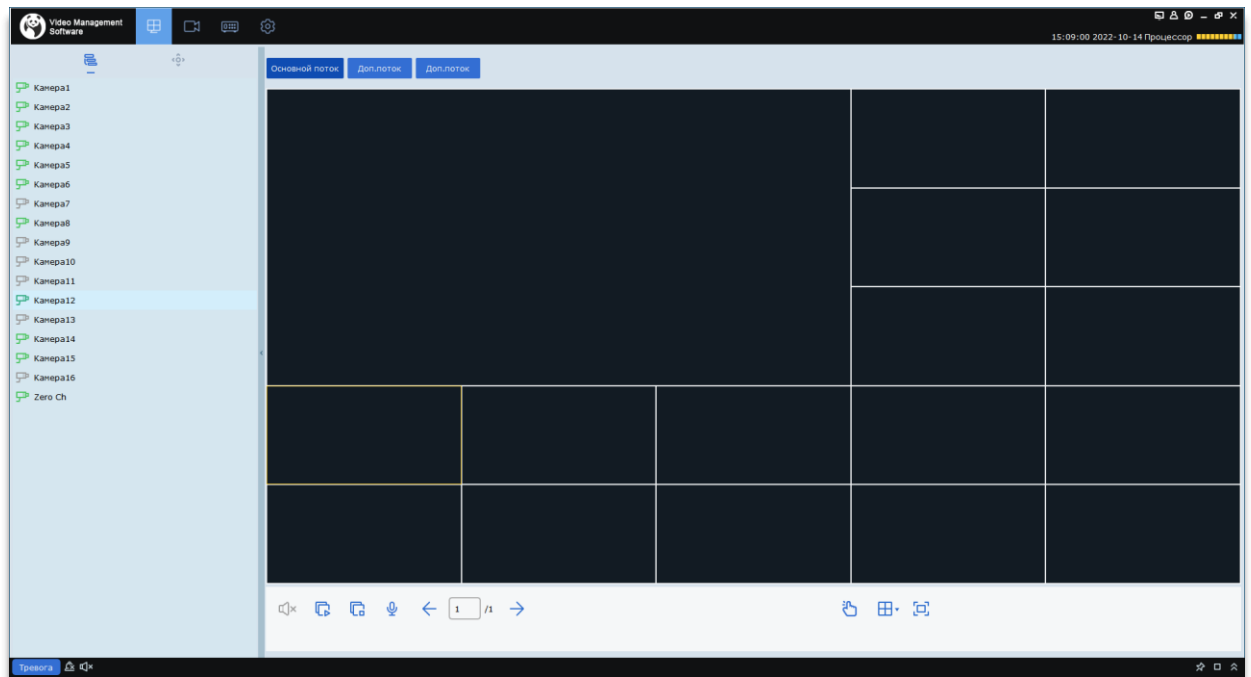 Video Management
Software
15:09:00 2022-10-14 Процессор
Основной поток Доп.поток Доп.поток
Камера1
Камера2
Камера3
Камера4
Камера5
Камера6
Камера7
Камера8
Камера9
Камера10
Камера11
Камера12
Камера13
Камера14
Камера15
Камера16
Zero Ch
1 /1
Тревога